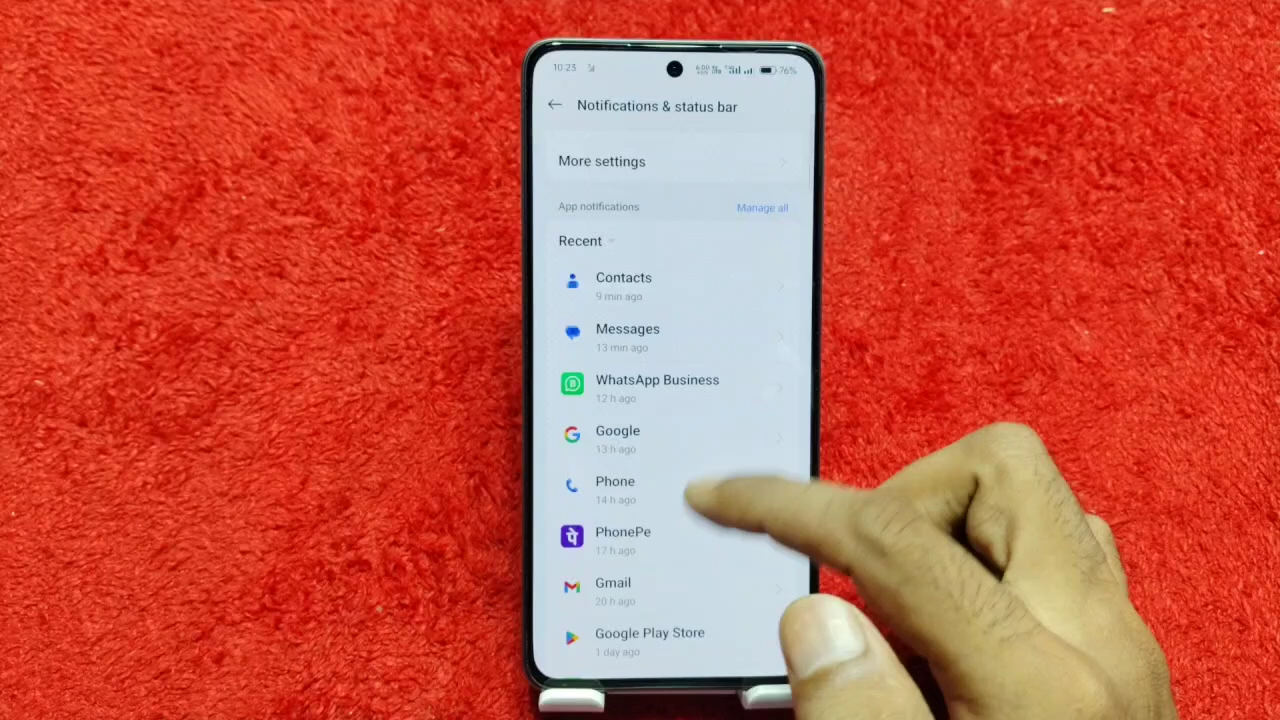 10:23
76%
Notifications & status bar
More settings
App notifications
Manage all
Recent
Contacts
9 min ago
Messages
13 min ago
WhatsApp Business
12 h ago
Google
13 h ago
Phone
14 h ago
PhonePe
17 h ago
Gmail
20 h ago
Google Play Store
1 day ago